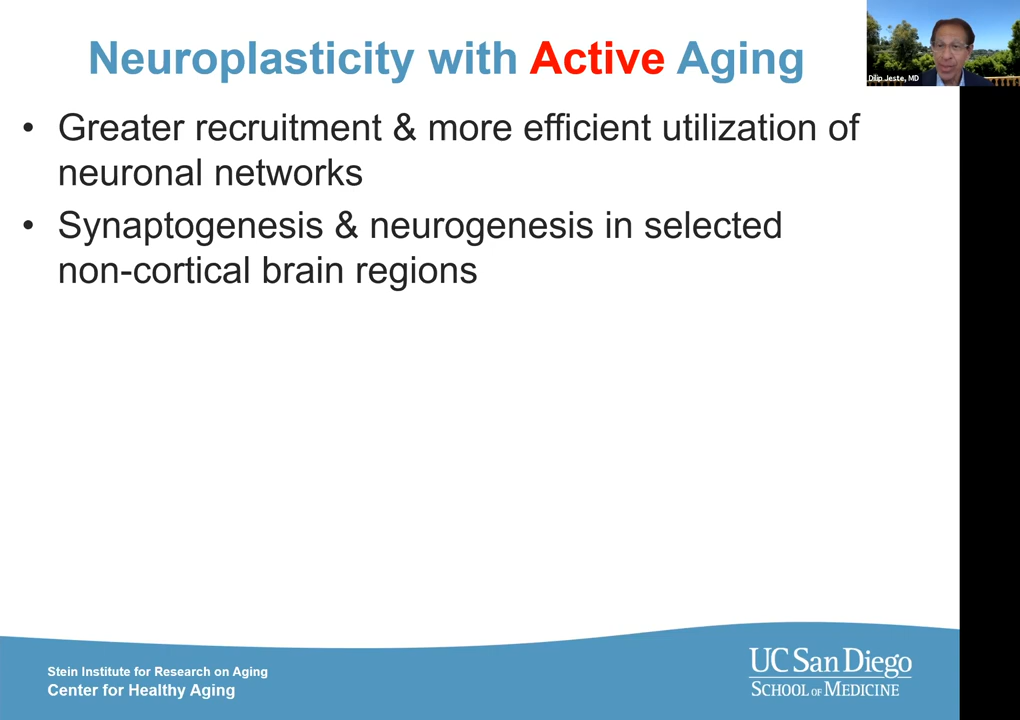 Neuroplasticity with Active Aging
Dilip Jeste, MD
• Greater recruitment & more efficient utilization of
neuronal networks
• Synaptogenesis & neurogenesis in selected
non-cortical brain regions
Stein Institute for Research on Aging
Center for Healthy Aging
UC San Diego
SCHOOL OF MEDICINE